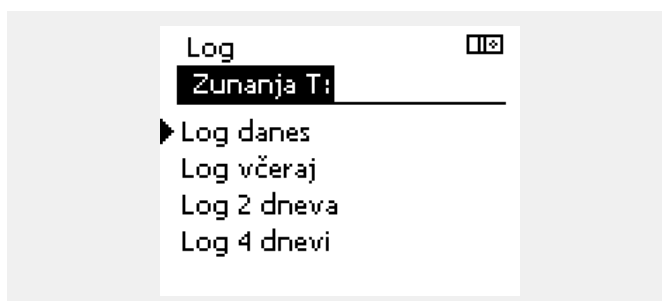 Log
Zunanja T:
Log danes
Log včeraj
Log 2 dneva
Log 4 dnevi